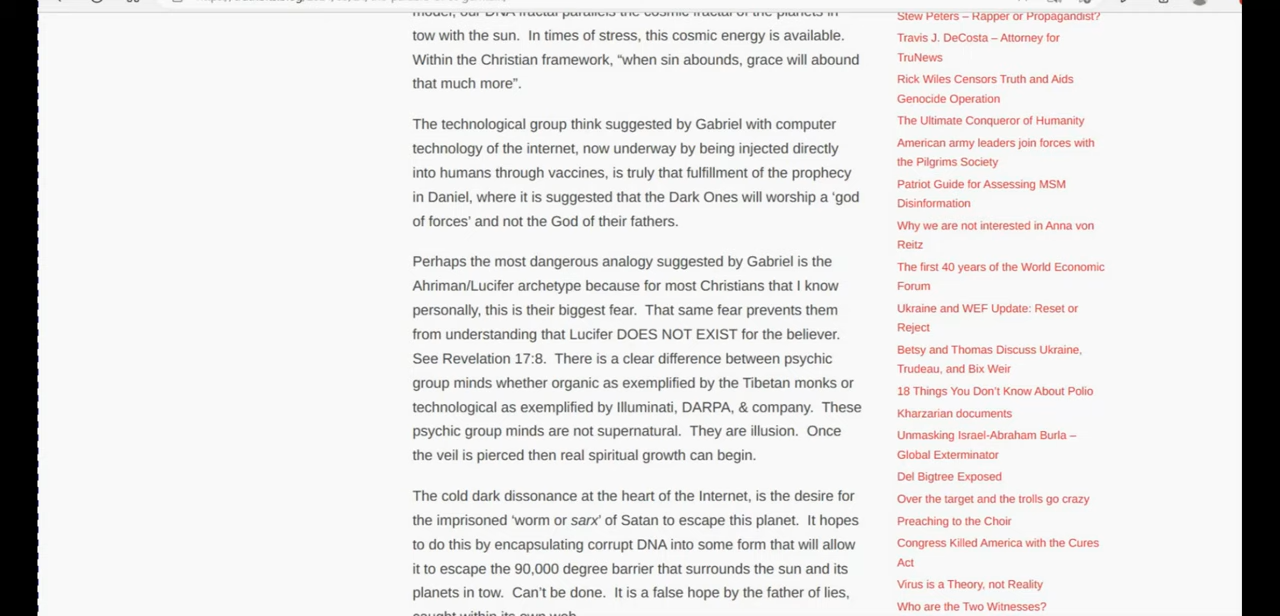 model, our DNA fractal parallels the cosmic fractal of the planets in
tow with the sun.  In times of stress, this cosmic energy is available.
Within the Christian framework, “when sin abounds, grace will abound
that much more”.
The technological group think suggested by Gabriel with computer
technology of the internet, now underway by being injected directly
into humans through vaccines, is truly that fulfillment of the prophecy
in Daniel, where it is suggested that the Dark Ones will worship a ‘god
of forces’ and not the God of their fathers.
Perhaps the most dangerous analogy suggested by Gabriel is the
Ahriman/Lucifer archetype because for most Christians that I know
personally, this is their biggest fear.  That same fear prevents them
from understanding that Lucifer DOES NOT EXIST for the believer.
See Revelation 17:8.  There is a clear difference between psychic
group minds whether organic as exemplified by the Tibetan monks or
technological as exemplified by Illuminati, DARPA, & company.  These
psychic group minds are not supernatural.  They are illusion.  Once
the veil is pierced then real spiritual growth can begin.
The cold dark dissonance at the heart of the Internet, is the desire for
the imprisoned ‘worm or sarx’ of Satan to escape this planet.  It hopes
to do this by encapsulating corrupt DNA into some form that will allow
it to escape the 90,000 degree barrier that surrounds the sun and its
planets in tow.  Can’t be done.  It is a false hope by the father of lies,
caught within its own web.
Stew Peters – Rapper or Propagandist?
Travis J. DeCosta – Attorney for
TruNews
Rick Wiles Censors Truth and Aids
Genocide Operation
The Ultimate Conqueror of Humanity
American army leaders join forces with
the Pilgrims Society
Patriot Guide for Assessing MSM
Disinformation
Why we are not interested in Anna von
Reitz
The first 40 years of the World Economic
Forum
Ukraine and WEF Update: Reset or
Reject
Betsy and Thomas Discuss Ukraine,
Trudeau, and Bix Weir
18 Things You Don’t Know About Polio
Kharzarian documents
Unmasking Israel-Abraham Burla –
Global Exterminator
Del Bigtree Exposed
Over the target and the trolls go crazy
Preaching to the Choir
Congress Killed America with the Cures
Act
Virus is a Theory, not Reality
Who are the Two Witnesses?